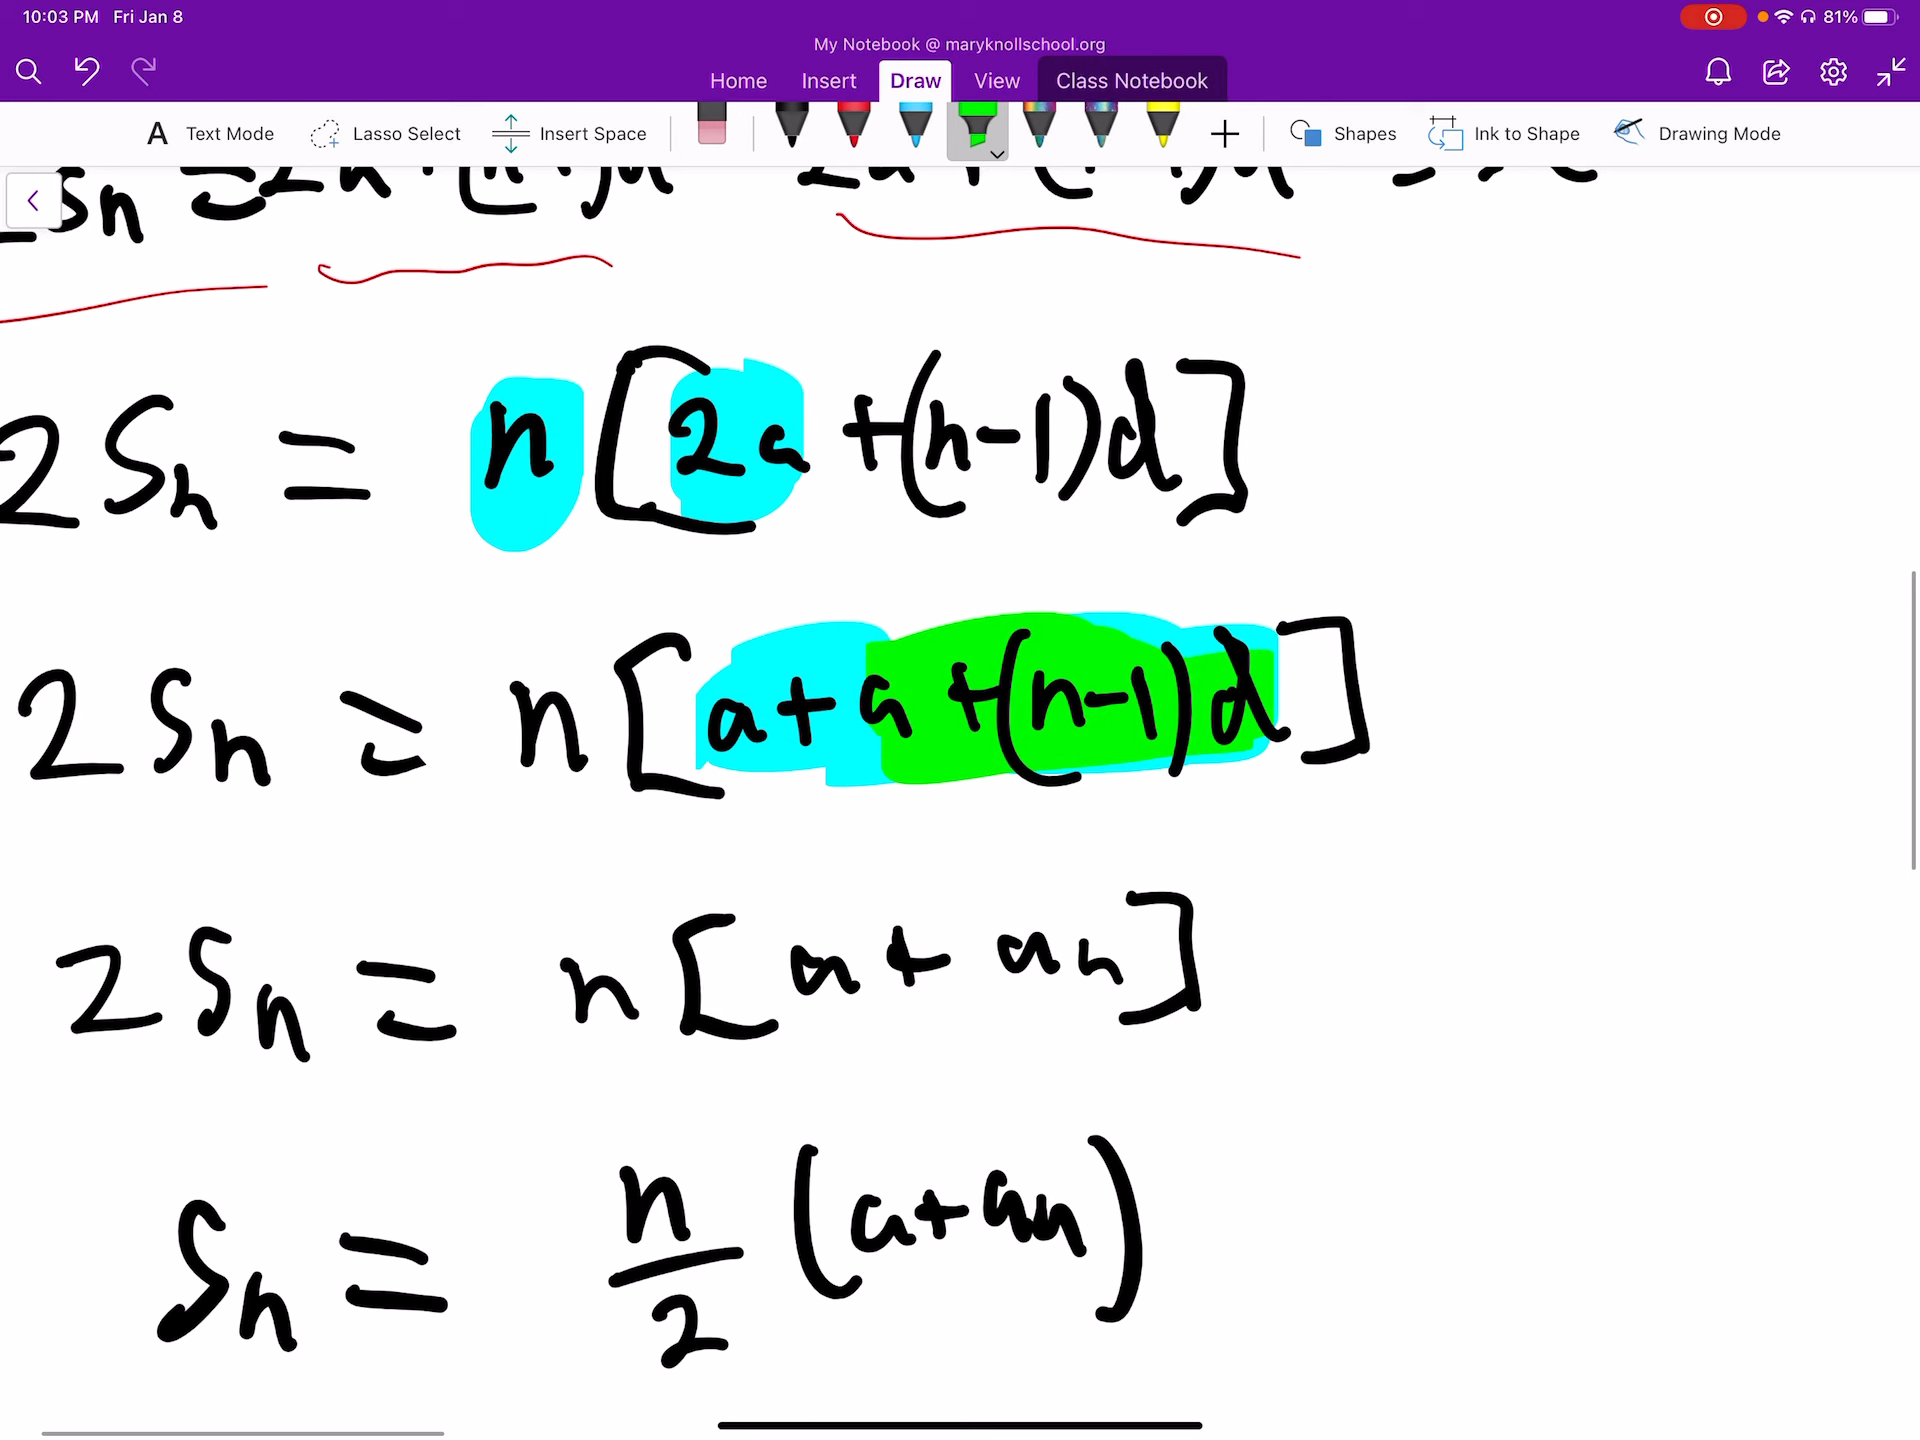 10:03 PM Fri Jan 8 81%
My Notebook @ maryknollschool.org
Home Insert Draw View Class Notebook
A Text Mode Lasso Select Insert Space Shapes Ink to Shape Drawing Mode
2Sn = n[2a+(n-1)d]
2Sn = n[a+a+(n-1)d]
2Sn = n[a+an]
Sn = n/2 (a+an)